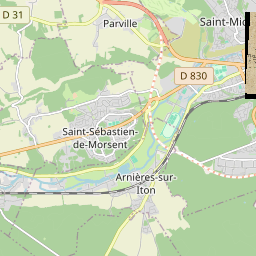 D 31
Parville
Saint-Mic
D 830
Saint-Sébastien-
de-Morsent
Arnières-sur-
Iton